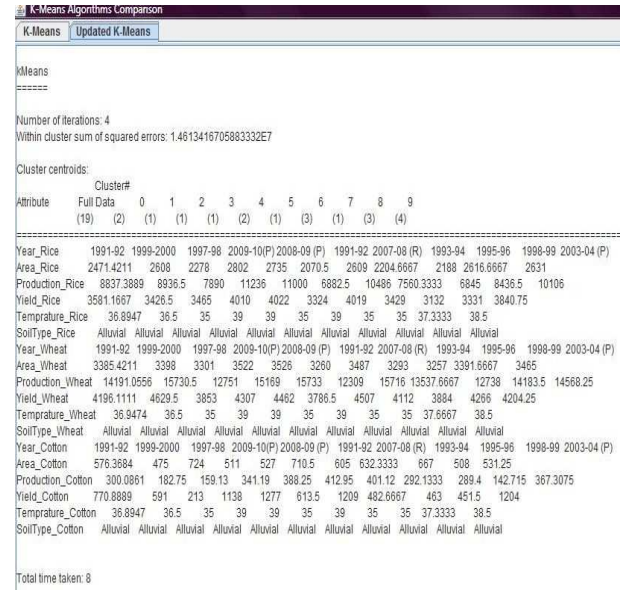 K-Means Algorithms Comparison
K-Means Updated K-Means
kMeans
======
Number of iterations: 4
Within cluster sum of squared errors: 1.4613416705883332E7
Cluster centroids:
Cluster#
Attribute Full Data 0 1 2 3 4 5 6 7 8 9
(19) (2) (1) (1) (1) (2) (1) (3) (1) (3) (4)
Year_Rice 1991-92 1999-2000 1997-98 2009-10(P) 2008-09 (P) 1991-92 2007-08 (R) 1993-94 1995-96 1998-99 2003-04 (P)
Area_Rice 2471.4211 2608 2278 2802 2735 2070.5 2609 2204.6667 2188 2616.6667 2631
Production_Rice 8837.3889 8936.5 7890 11236 11000 6882.5 10486 7560.3333 6845 8436.5 10106
Yield_Rice 3581.1667 3426.5 3465 4010 4022 3324 4019 3429 3132 3331 3840.75
Temprature_Rice 36.8947 36.5 35 39 39 35 39 35 35 37.3333 38.5
SoilType_Rice Alluvial Alluvial Alluvial Alluvial Alluvial Alluvial Alluvial Alluvial Alluvial Alluvial Alluvial
Year_Wheat 1991-92 1999-2000 1997-98 2009-10(P) 2008-09 (P) 1991-92 2007-08 (R) 1993-94 1995-96 1998-99 2003-04 (P)
Area_Wheat 3385.4211 3398 3301 3522 3526 3260 3487 3293 3257 3391.6667 3465
Production_Wheat 14191.0556 15730.5 12751 15169 15733 12309 15716 13537.6667 12738 14183.5 14568.25
Yield_Wheat 4196.1111 4629.5 3853 4307 4462 3786.5 4507 4112 3884 4266 4204.25
Temprature_Wheat 36.9474 36.5 35 39 39 35 39 35 35 37.6667 38.5
SoilType_Wheat Alluvial Alluvial Alluvial Alluvial Alluvial Alluvial Alluvial Alluvial Alluvial Alluvial Alluvial
Year_Cotton 1991-92 1999-2000 1997-98 2009-10(P) 2008-09 (P) 1991-92 2007-08 (R) 1993-94 1995-96 1998-99 2003-04 (P)
Area_Cotton 576.3684 475 724 511 527 710.5 605 632.3333 667 508 531.25
Production_Cotton 300.0861 182.75 159.13 341.19 388.25 412.95 401.12 292.1333 289.4 142.715 367.3075
Yield_Cotton 770.8889 591 213 1138 1277 613.5 1209 482.6667 463 451.5 1204
Temprature_Cotton 36.8947 36.5 35 39 39 35 39 35 35 37.3333 38.5
SoilType_Cotton Alluvial Alluvial Alluvial Alluvial Alluvial Alluvial Alluvial Alluvial Alluvial Alluvial Alluvial
Total time taken: 8